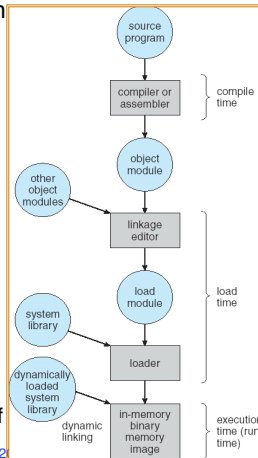 n
source
program
compiler or
assembler
compile
time
object
module
other
object
modules
linkage
editor
load
module
load
time
system
library
loader
dynamically
loaded
system
library
f
dynamic
linking
in-memory
binary
memory
image
execution
time (run
time)